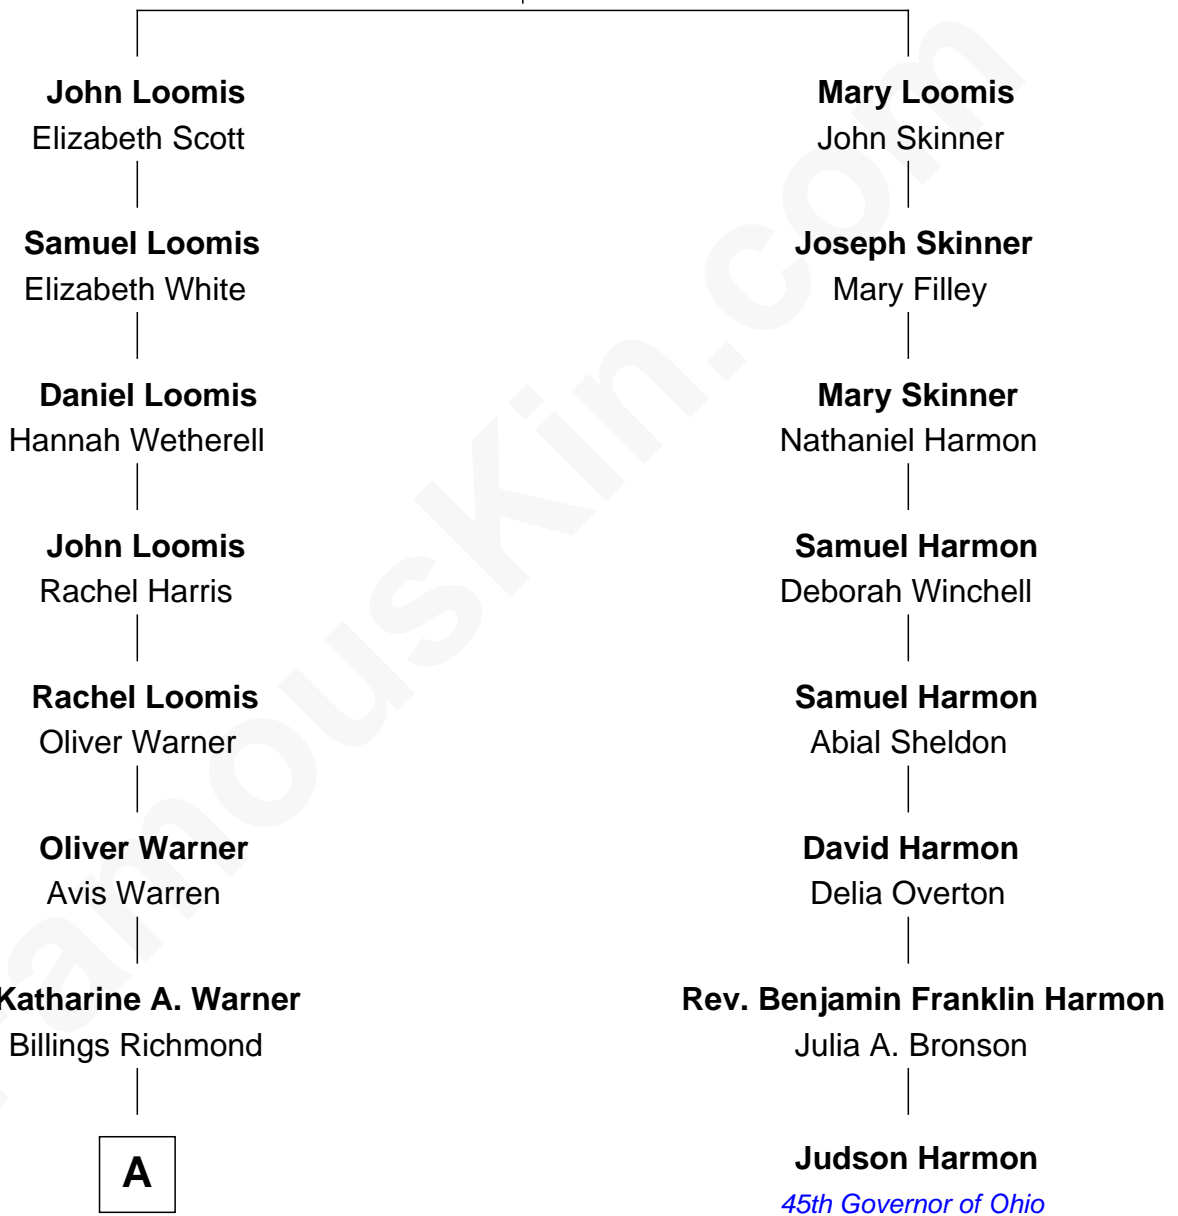 John Loomis
Elizabeth Scott
Samuel Loomis
Elizabeth White
Daniel Loomis
Hannah Wetherell
John Loomis
Rachel Harris
Rachel Loomis
Oliver Warner
Oliver Warner
Avis Warren
Katharine A. Warner
Billings Richmond
A
Mary Loomis
John Skinner
Joseph Skinner
Mary Filley
Mary Skinner
Nathaniel Harmon
Samuel Harmon
Deborah Winchell
Samuel Harmon
Abial Sheldon
David Harmon
Delia Overton
Rev. Benjamin Franklin Harmon
Julia A. Bronson
Judson Harmon
45th Governor of Ohio
FamousKin.com